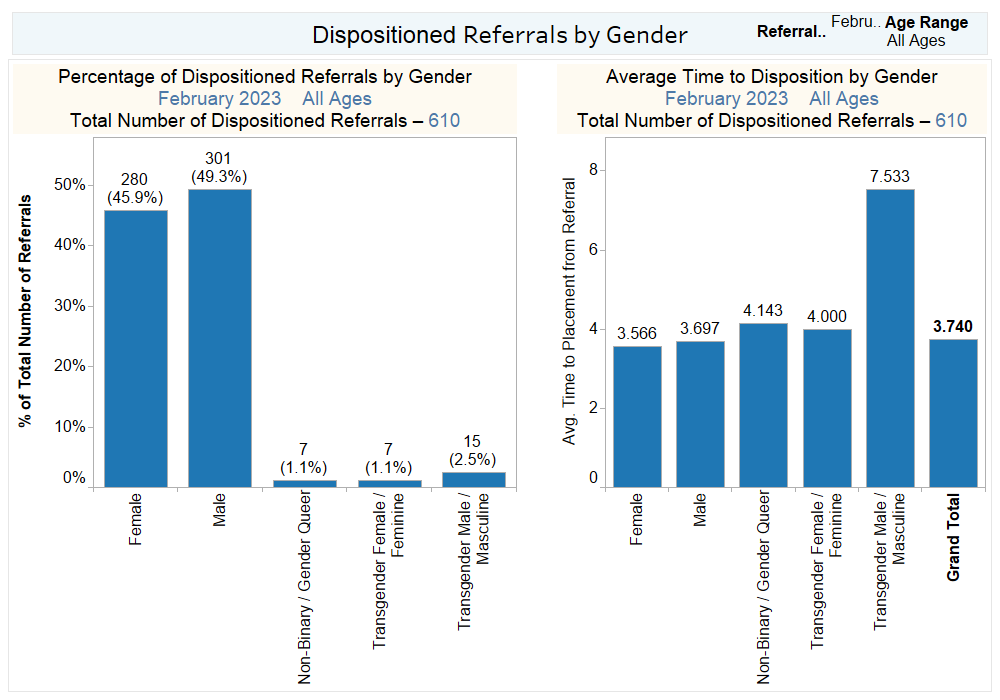 Dispositioned Referrals by Gender
Referral..
Febru..
Age Range
All Ages
Percentage of Dispositioned Referrals by Gender
February 2023 All Ages
Total Number of Dispositioned Referrals – 610
% of Total Number of Referrals
50%
40%
30%
20%
10%
0%
280
(45.9%)
301
(49.3%)
7
(1.1%)
7
(1.1%)
15
(2.5%)
Female
Male
Non-Binary / Gender Queer
Transgender Female /
Feminine
Transgender Male /
Masculine
Average Time to Disposition by Gender
February 2023 All Ages
Total Number of Dispositioned Referrals – 610
Avg. Time to Placement from Referral
8
6
4
2
0
3.566
3.697
4.143
4.000
7.533
3.740
Female
Male
Non-Binary / Gender Queer
Transgender Female /
Feminine
Transgender Male /
Masculine
Grand Total